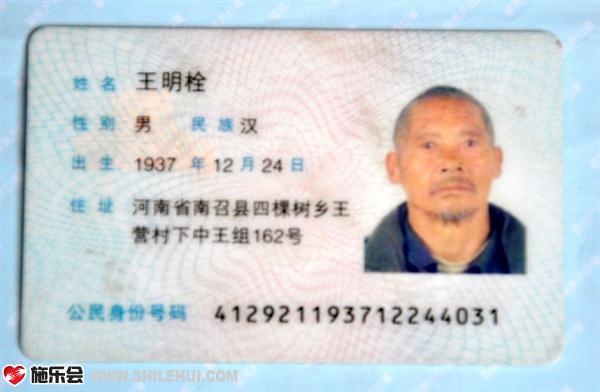 姓名 王明栓
性别 男 民族 汉
出生 1937 年 12 月 24 日
住址 河南省南召县四棵树乡王
营村下中王组162号
公民身份号码 412921193712244031
施乐会 WWW.SHILEHUI.COM